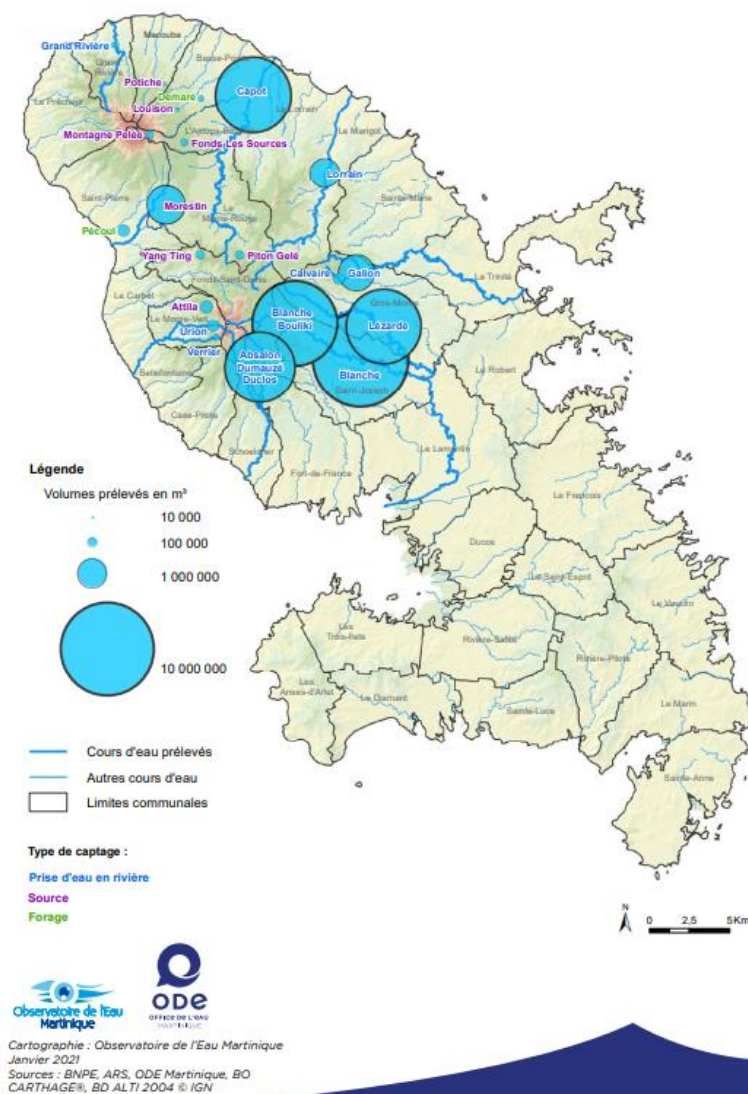 Macouba
Grand Rivière
Grand'
Rivière
Basse-Pointe
Potiche
Capot
Démare
Le Prêcheur
Louison
Le Lorrain
L'Ajoupa-Bouillon
Le Marigot
Montagne Pelée
Fonds Les Sources
Lorrain
Saint-Pierre
Morestin
Sainte-Marie
Le
Morne-Rouge
Pécoul
Yang Ting
Piton Gelé
Calvaire
Galion
La Trinité
Fonds-Saint-Denis
Le Carbet
Attila
Blanche
Bouliki
Gros-Morne
Le Morne-Vert
Urion
Lézarde
Verrier
Absalon
Dumauzé
Duclos
Blanche
Le Robert
Bellefontaine
Saint-Joseph
Case-Pilote
Schoelcher
Le Lamentin
Fort-de-France
Légende
Volumes prélevés en m³
10 000
100 000
1 000 000
10 000 000
Le François
Ducos
Le Saint-Esprit
Le Vauclin
Les
Trois-Ilets
Rivière-Salée
Rivière-Pilote
Les
Anses-d'Arlet
Le Diamant
Sainte-Luce
Le Marin
Sainte-Anne
Cours d'eau prélevés
Autres cours d'eau
Limites communales
Type de captage :
Prise d'eau en rivière
Source
Forage
N
0 2,5 5Km
Observatoire de l'Eau
Martinique
ODE
OFFICE DE L'EAU
MARTINIQUE
Cartographie : Observatoire de l'Eau Martinique
Janvier 2021
Sources : BNPE, ARS, ODE Martinique, BO
CARTHAGE®, BD ALTI 2004 © IGN